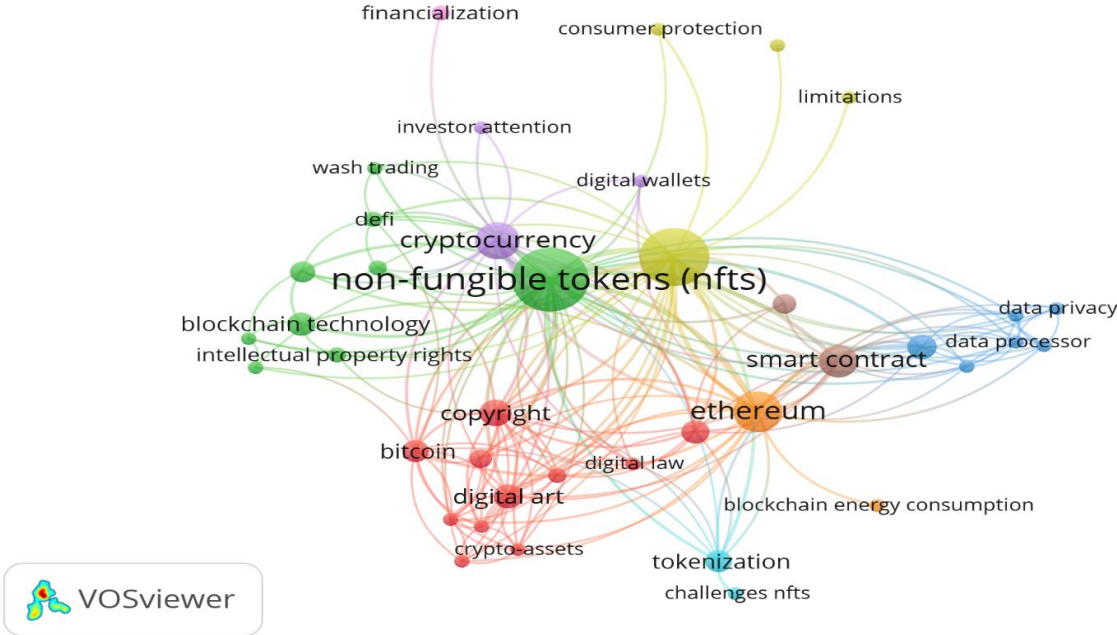 financialization
consumer protection
limitations
investor attention
wash trading
digital wallets
defi
cryptocurrency
non-fungible tokens (nfts)
data privacy
blockchain technology
data processor
intellectual property rights
smart contract
copyright
ethereum
bitcoin
digital law
digital art
blockchain energy consumption
crypto-assets
tokenization
challenges nfts
VOSviewer